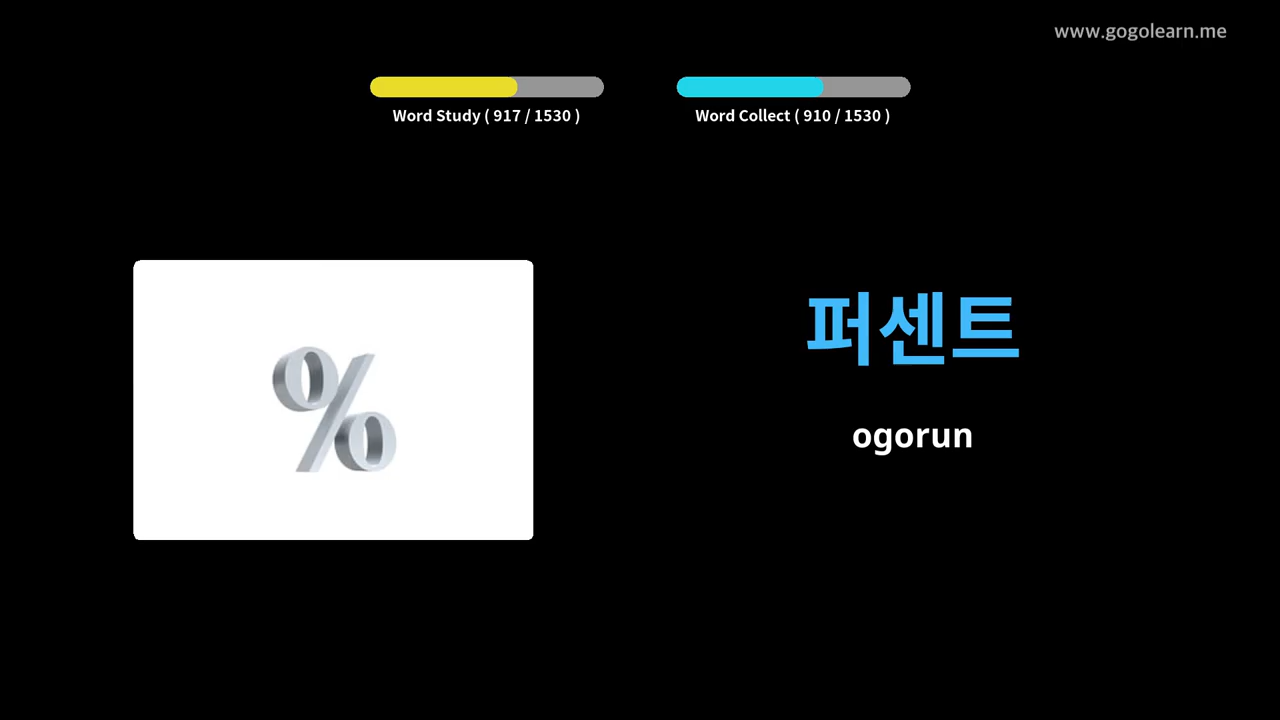 www.gogolearn.me
Word Study ( 917 / 1530 )
Word Collect ( 910 / 1530 )
%
퍼센트
ogorun